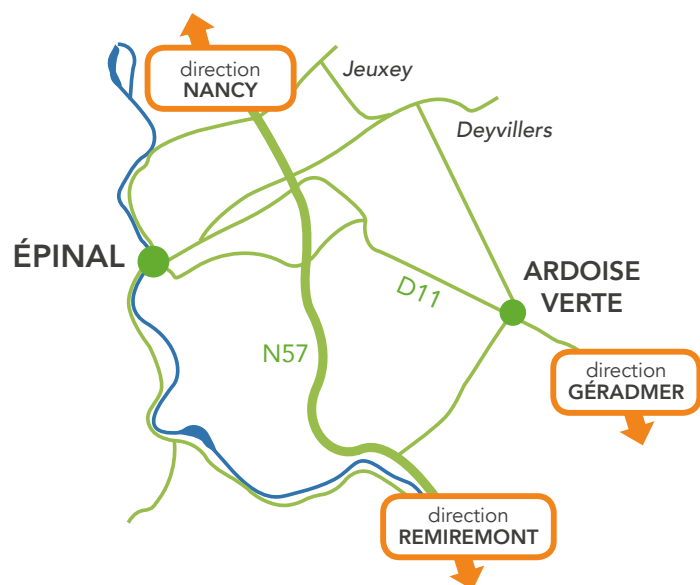 direction
NANCY
Jeuxey
Deyvillers
ÉPINAL
ARDOISE
VERTE
D11
N57
direction
GÉRADMER
direction
REMIREMONT